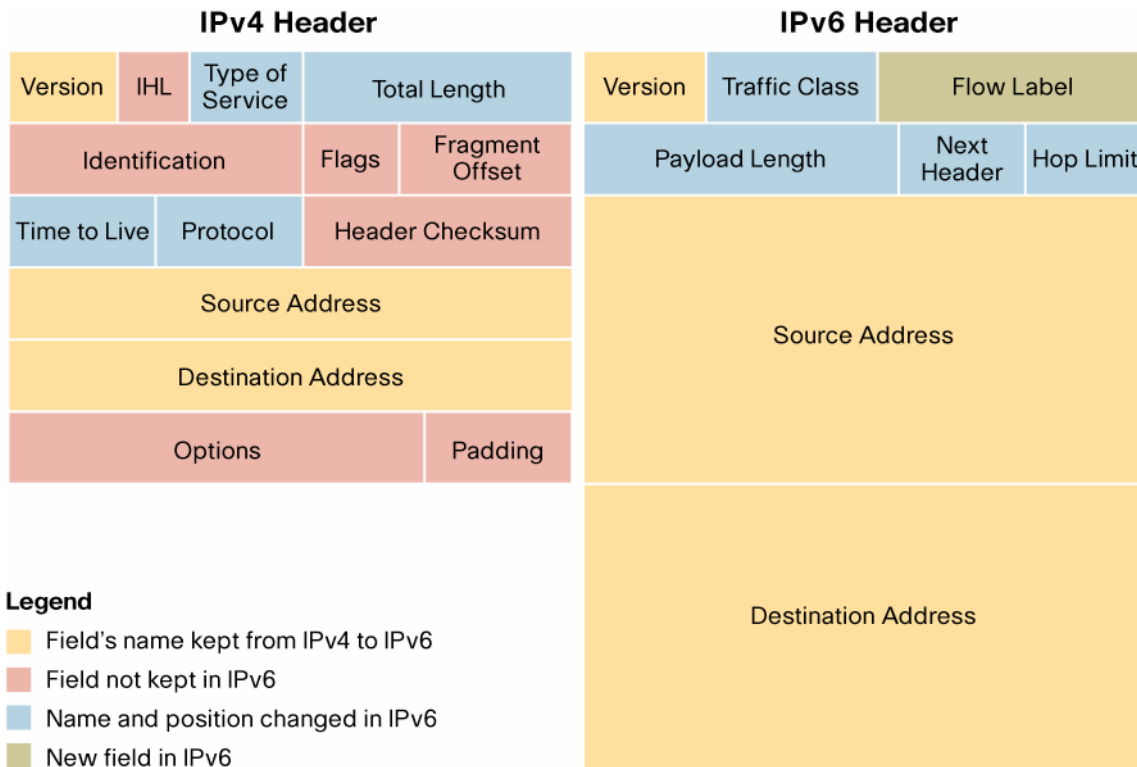 IPv4 Header
Version
IHL
Type of
Service
Total Length
Identification
Flags
Fragment
Offset
Time to Live
Protocol
Header Checksum
Source Address
Destination Address
Options
Padding
IPv6 Header
Version
Traffic Class
Flow Label
Payload Length
Next
Header
Hop Limit
Source Address
Destination Address
Legend
Field's name kept from IPv4 to IPv6
Field not kept in IPv6
Name and position changed in IPv6
New field in IPv6